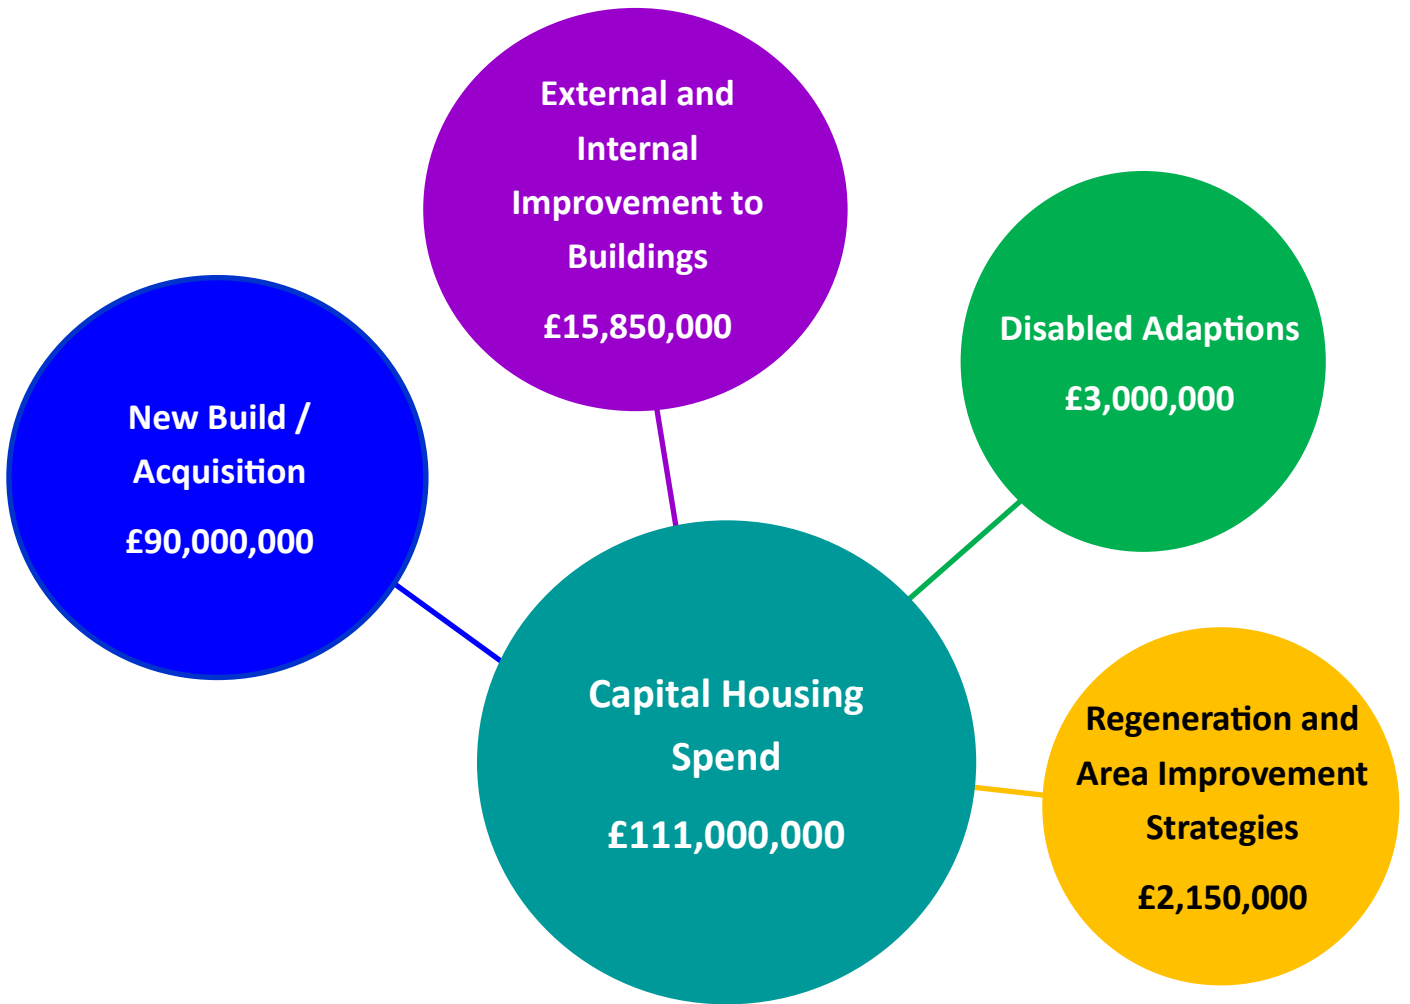 External and
Internal
Improvement to
Buildings
£15,850,000
Disabled Adaptions
£3,000,000
New Build /
Acquisition
£90,000,000
Capital Housing
Spend
£111,000,000
Regeneration and
Area Improvement
Strategies
£2,150,000